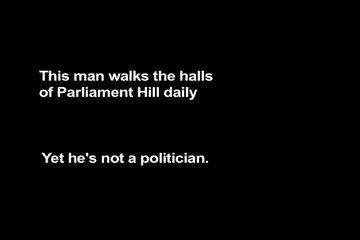 This man walks the halls
of Parliament Hill daily
Yet he's not a politician.